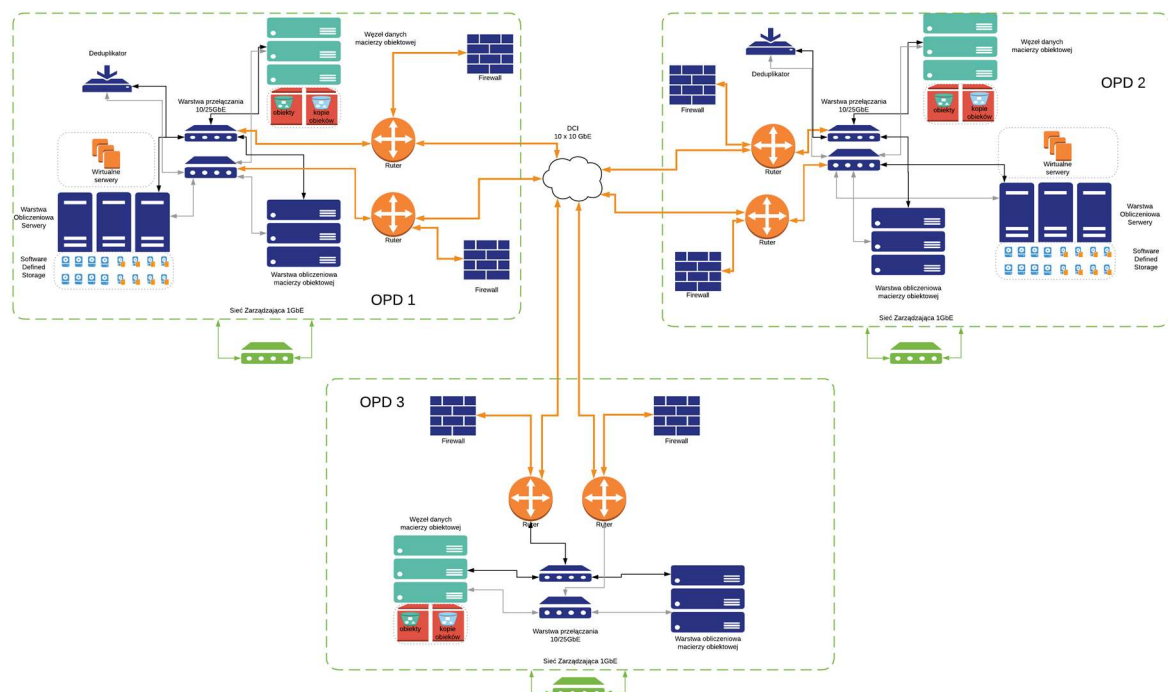 Deduplikator
Węzeł danych
macierzy obiektowej
Firewall
Warstwa przełączania
10/25GbE
obiekty
kopie
obieków
Wirtualne
serwery
Ruter
Ruter
Warstwa
Obliczeniowa
Serwery
Software
Defined
Storage
Warstwa obliczeniowa
macierzy obiektowej
Firewall
OPD 1
Sieć Zarządzająca 1GbE
DCI
10 x 10 GbE
Deduplikator
Węzeł danych
macierzy obiektowej
OPD 2
Firewall
Warstwa przełączania
10/25GbE
obiekty
kopie
obieków
Wirtualne
serwery
Ruter
Ruter
Warstwa
Obliczeniowa
Serwery
Software
Defined
Storage
Firewall
Warstwa obliczeniowa
macierzy obiektowej
Sieć Zarządzająca 1GbE
OPD 3
Firewall
Firewall
Ruter
Ruter
Węzeł danych
macierzy obiektowej
obiekty
kopie
obieków
Warstwa przełączania
10/25GbE
Warstwa obliczeniowa
macierzy obiektowej
Sieć Zarządzająca 1GbE